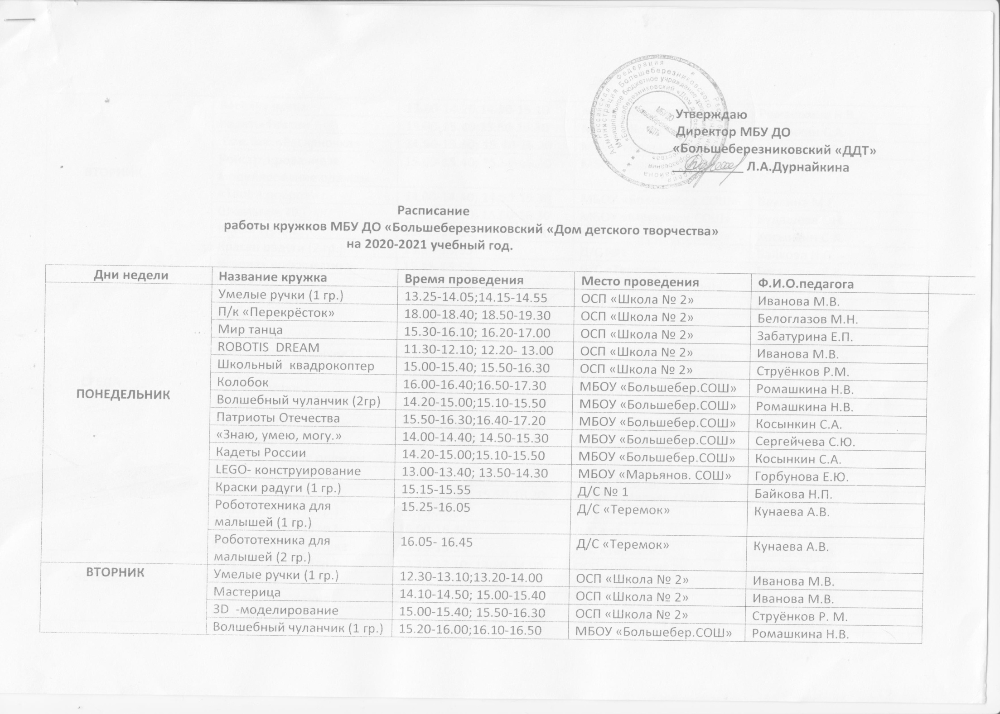 Российская Федерация * Республика Мордовия
Администрация Большеберезниковского муниципального района
Муниципальное бюджетное учреждение дополнительного образования
«Большеберезниковский «Дом детского творчества»
МБУ ДО
«Большеберезниковский
«ДДТ»
Утверждаю
Директор МБУ ДО
«Большеберезниковский «ДДТ»
___________ Л.А.Дурнайкина
Расписание
работы кружков МБУ ДО «Большеберезниковский «Дом детского творчества»
на 2020-2021 учебный год.
Дни недели Название кружка Время проведения Место проведения Ф.И.О.педагога
ПОНЕДЕЛЬНИК
Умелые ручки (1 гр.) 13.25-14.05;14.15-14.55 ОСП «Школа № 2» Иванова М.В.
П/к «Перекрёсток» 18.00-18.40; 18.50-19.30 ОСП «Школа № 2» Белоглазов М.Н.
Мир танца 15.30-16.10; 16.20-17.00 ОСП «Школа № 2» Забатурина Е.П.
ROBOTIS DREAM 11.30-12.10; 12.20- 13.00 ОСП «Школа № 2» Иванова М.В.
Школьный квадрокоптер 15.00-15.40; 15.50-16.30 ОСП «Школа № 2» Струёнков Р.М.
Колобок 16.00-16.40;16.50-17.30 МБОУ «Большебер.СОШ» Ромашкина Н.В.
Волшебный чуланчик (2гр) 14.20-15.00;15.10-15.50 МБОУ «Большебер.СОШ» Ромашкина Н.В.
Патриоты Отечества 15.50-16.30;16.40-17.20 МБОУ «Большебер.СОШ» Косынкин С.А.
«Знаю, умею, могу.» 14.00-14.40; 14.50-15.30 МБОУ «Большебер.СОШ» Сергейчева С.Ю.
Кадеты России 14.20-15.00;15.10-15.50 МБОУ «Большебер.СОШ» Косынкин С.А.
LEGO- конструирование 13.00-13.40; 13.50-14.30 МБОУ «Марьянов. СОШ» Горбунова Е.Ю.
Краски радуги (1 гр.) 15.15-15.55 Д/С № 1 Байкова Н.П.
Робототехника для 15.25-16.05 Д/С «Теремок» Кунаева А.В.
малышей (1 гр.)
Робототехника для 16.05- 16.45 Д/С «Теремок» Кунаева А.В.
малышей (2 гр.)
ВТОРНИК
Умелые ручки (1 гр.) 12.30-13.10;13.20-14.00 ОСП «Школа № 2» Иванова М.В.
Мастерица 14.10-14.50; 15.00-15.40 ОСП «Школа № 2» Иванова М.В.
3D -моделирование 15.00-15.40; 15.50-16.30 ОСП «Школа № 2» Струёнков Р. М.
Волшебный чуланчик (1 гр.) 15.20-16.00;16.10-16.50 МБОУ «Большебер.СОШ» Ромашкина Н.В.